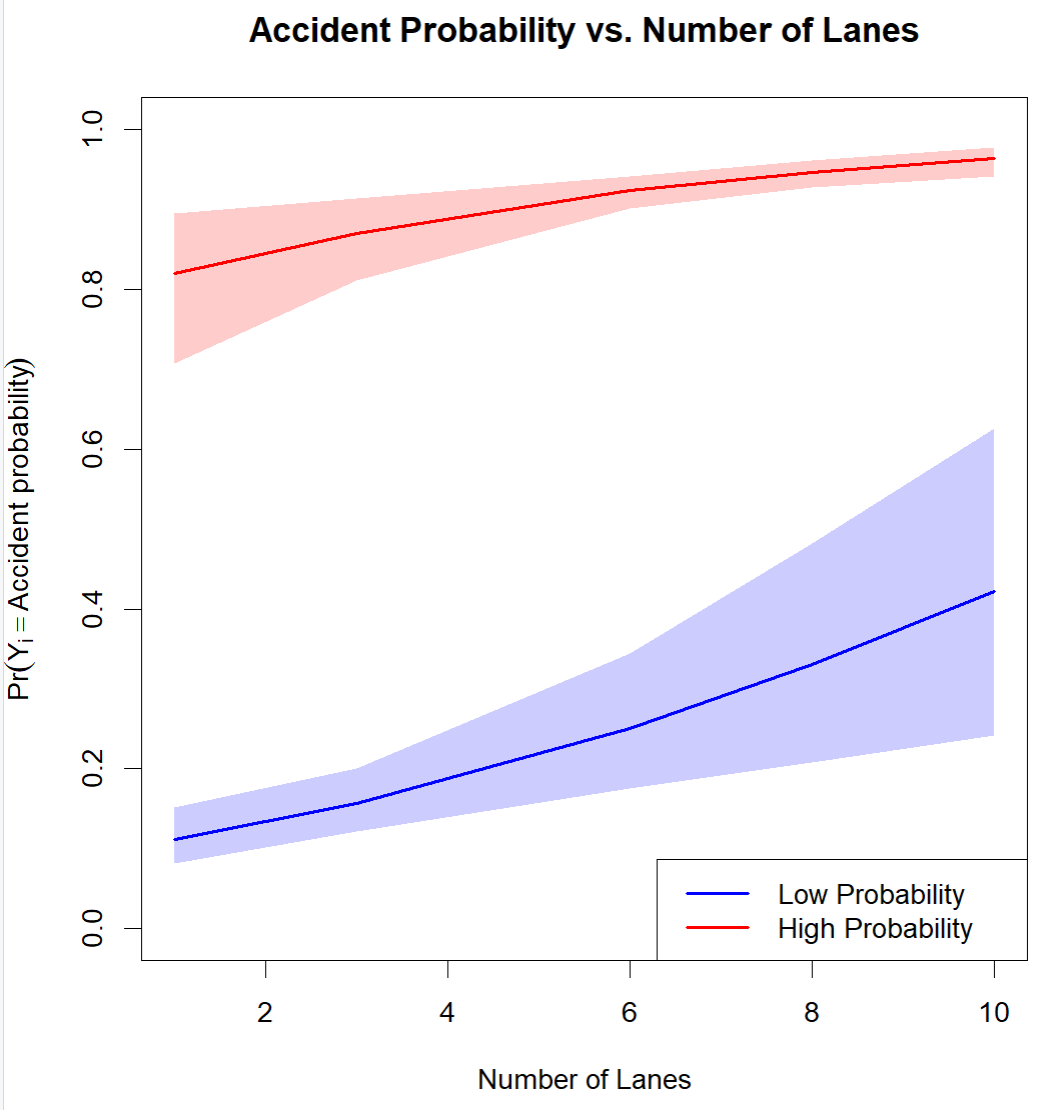 Accident Probability vs. Number of Lanes
Pr(Yi = Accident probability)
1.0
0.8
0.6
0.4
0.2
0.0
2 4 6 8 10
Number of Lanes
Low Probability
High Probability